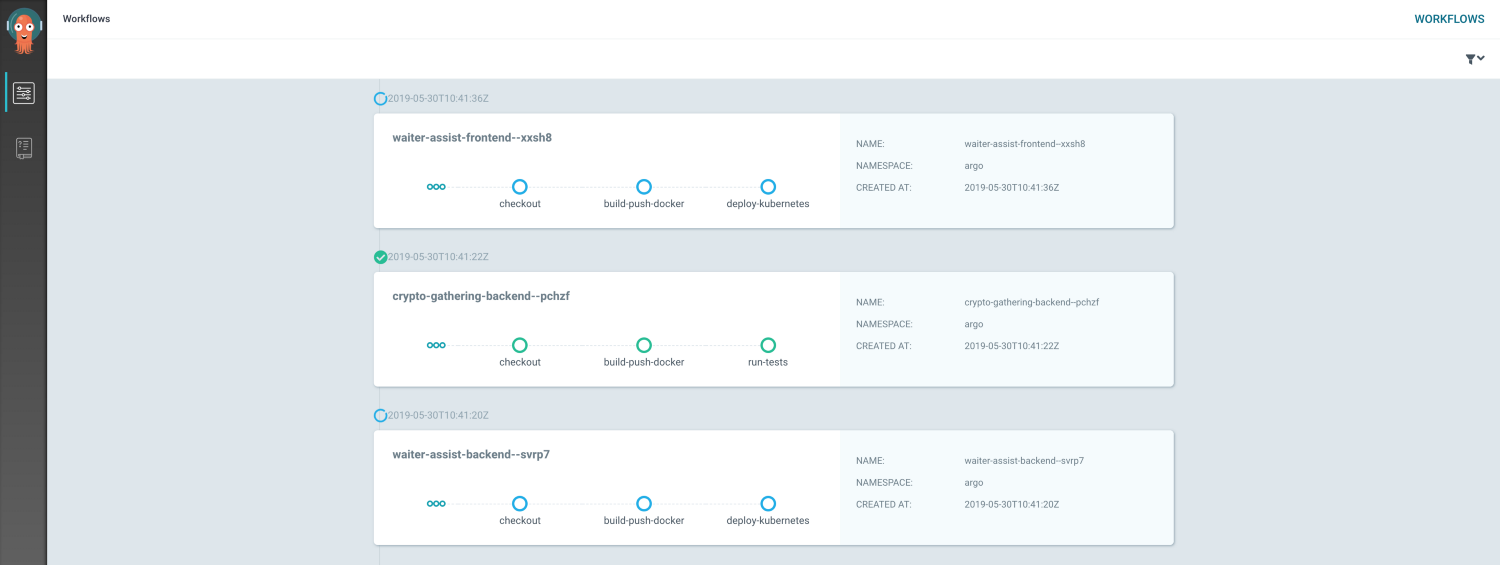 Workflows
WORKFLOWS
2019-05-30T10:41:36Z
waiter-assist-frontend--xxsh8
checkout
build-push-docker
deploy-kubernetes
NAME: waiter-assist-frontend--xxsh8
NAMESPACE: argo
CREATED AT: 2019-05-30T10:41:36Z
2019-05-30T10:41:22Z
crypto-gathering-backend--pchzf
checkout
build-push-docker
run-tests
NAME: crypto-gathering-backend--pchzf
NAMESPACE: argo
CREATED AT: 2019-05-30T10:41:22Z
2019-05-30T10:41:20Z
waiter-assist-backend--svrp7
checkout
build-push-docker
deploy-kubernetes
NAME: waiter-assist-backend--svrp7
NAMESPACE: argo
CREATED AT: 2019-05-30T10:41:20Z